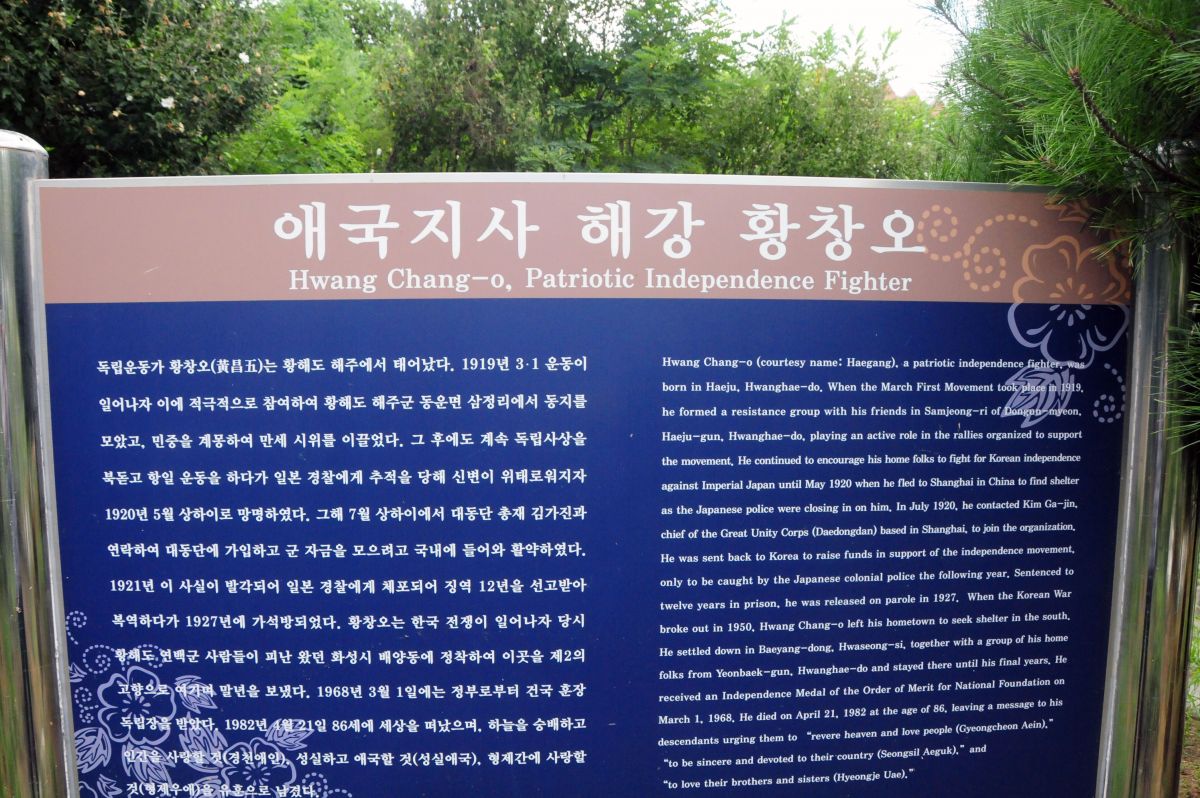 애국지사 해강 황창오
Hwang Chang-o, Patriotic Independence Fighter
독립운동가 황창오(黃昌五)는 황해도 해주에서 태어났다. 1919년 3·1 운동이
일어나자 이에 적극적으로 참여하여 황해도 해주군 동운면 삼정리에서 동지를
모았고, 민중을 계몽하여 만세 시위를 이끌었다. 그 후에도 계속 독립사상을
북돋고 항일 운동을 하다가 일본 경찰에게 추적을 당해 신변이 위태로워지자
1920년 5월 상하이로 망명하였다. 그해 7월 상하이에서 대동단 총재 김가진과
연락하여 대동단에 가입하고 군 자금을 모으려고 국내에 들어와 활약하였다.
1921년 이 사실이 발각되어 일본 경찰에게 체포되어 징역 12년을 선고받아
복역하다가 1927년에 가석방되었다. 황창오는 한국 전쟁이 일어나자 당시
황해도 연백군 사람들이 피난 왔던 화성시 배양동에 정착하여 이곳을 제2의
고향으로 여기며 말년을 보냈다. 1968년 3월 1일에는 정부로부터 건국 훈장
독립장을 받았다. 1982년 4월 21일 86세에 세상을 떠났으며, 하늘을 숭배하고
인간을 사랑할 것(경천애인), 성실하고 애국할 것(성실애국), 형제간에 사랑할
것(형제우애)을 유훈으로 남겼다.
Hwang Chang-o (courtesy name: Haegang), a patriotic independence fighter, was
born in Haeju, Hwanghae-do. When the March First Movement took place in 1919,
he formed a resistance group with his friends in Samjeong-ri of Dongun-myeon,
Haeju-gun, Hwanghae-do, playing an active role in the rallies organized to support
the movement. He continued to encourage his home folks to fight for Korean independence
against Imperial Japan until May 1920 when he fled to Shanghai in China to find shelter
as the Japanese police were closing in on him. In July 1920, he contacted Kim Ga-jin,
chief of the Great Unity Corps (Daedongdan) based in Shanghai, to join the organization.
He was sent back to Korea to raise funds in support of the independence movement,
only to be caught by the Japanese colonial police the following year. Sentenced to
twelve years in prison, he was released on parole in 1927. When the Korean War
broke out in 1950, Hwang Chang-o left his hometown to seek shelter in the south.
He settled down in Baeyang-dong, Hwaseong-si, together with a group of his home
folks from Yeonbaek-gun, Hwanghae-do and stayed there until his final years. He
received an Independence Medal of the Order of Merit for National Foundation on
March 1, 1968. He died on April 21, 1982 at the age of 86, leaving a message to his
descendants urging them to "revere heaven and love people (Gyeongcheon Aein),"
"to be sincere and devoted to their country (Seongsil Aeguk)," and
"to love their brothers and sisters (Hyeongje Uae)."